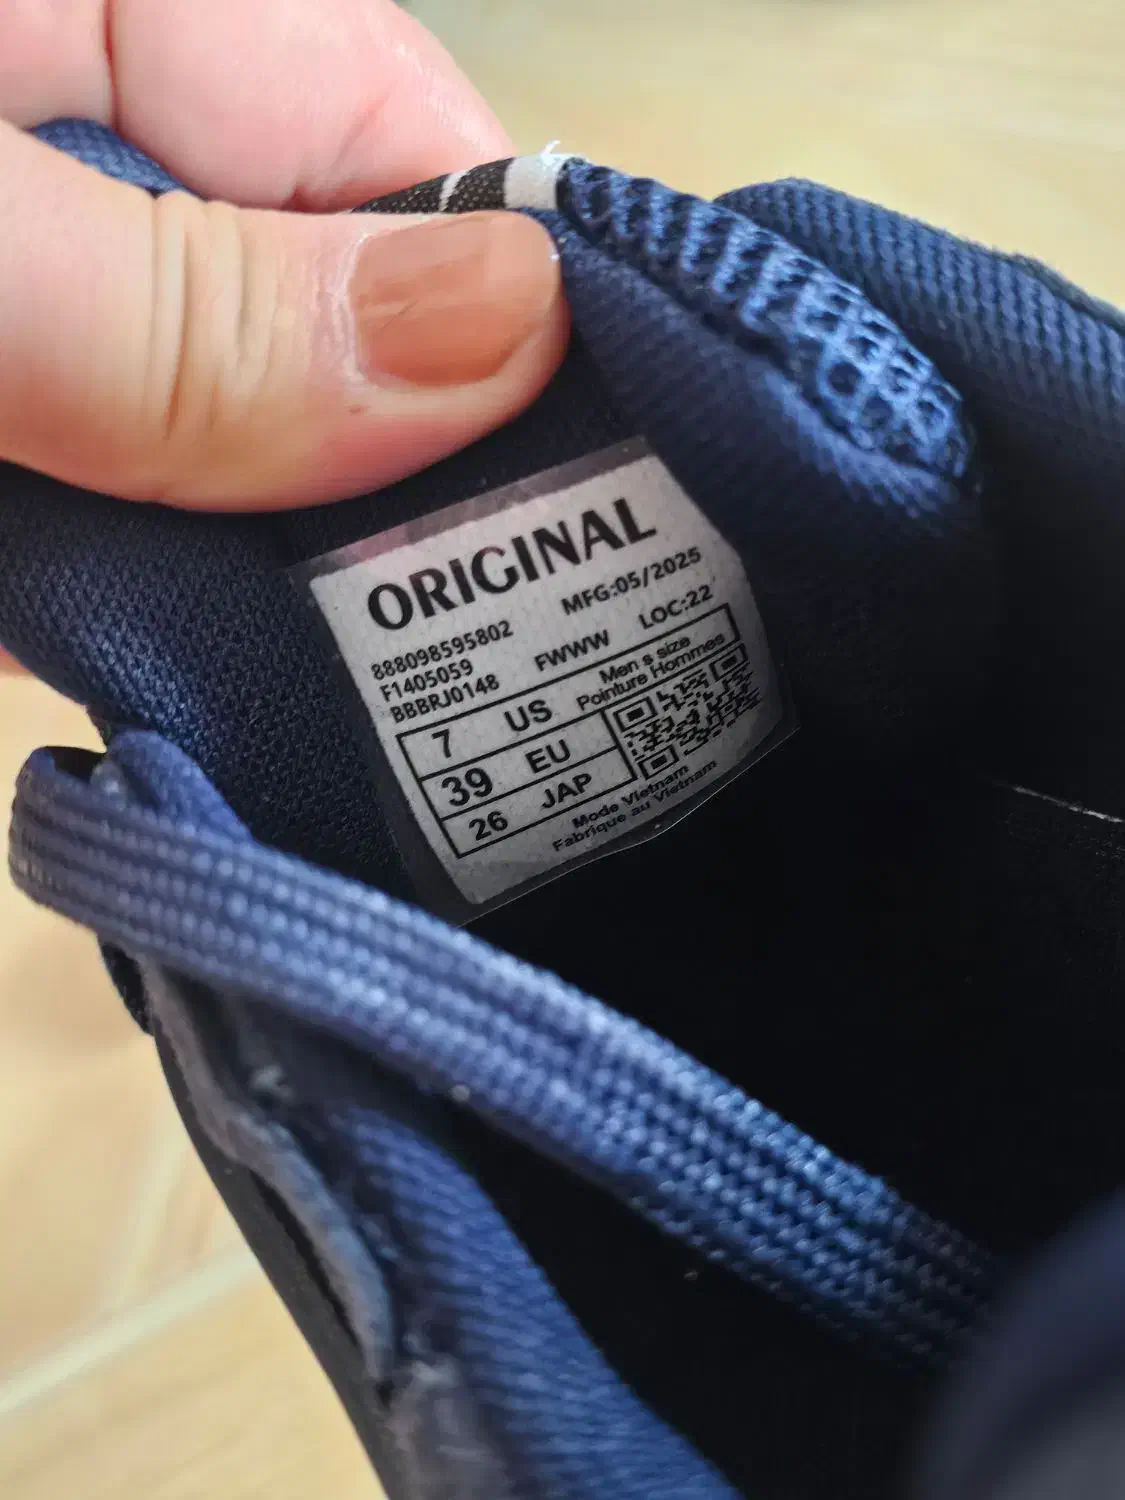 ORIGINAL
888098595802 MFG:05/2025
F1405059
BBBRJ0148 FWWW LOC:22
7 US Men s size
Pointure Hommes
39 EU
26 JAP
Mode Vietnam
Fabrique au Vietnam